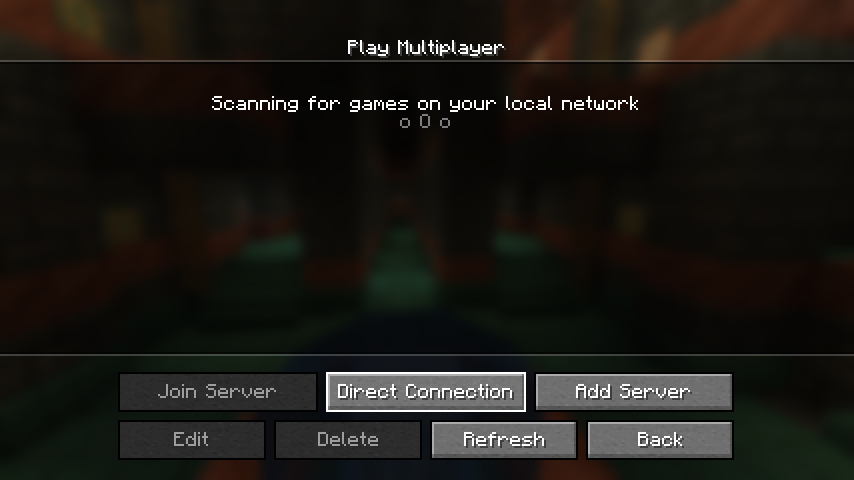 Play Multiplayer
Scanning for games on your local network
o O o
Join Server
Direct Connection
Add Server
Edit
Delete
Refresh
Back